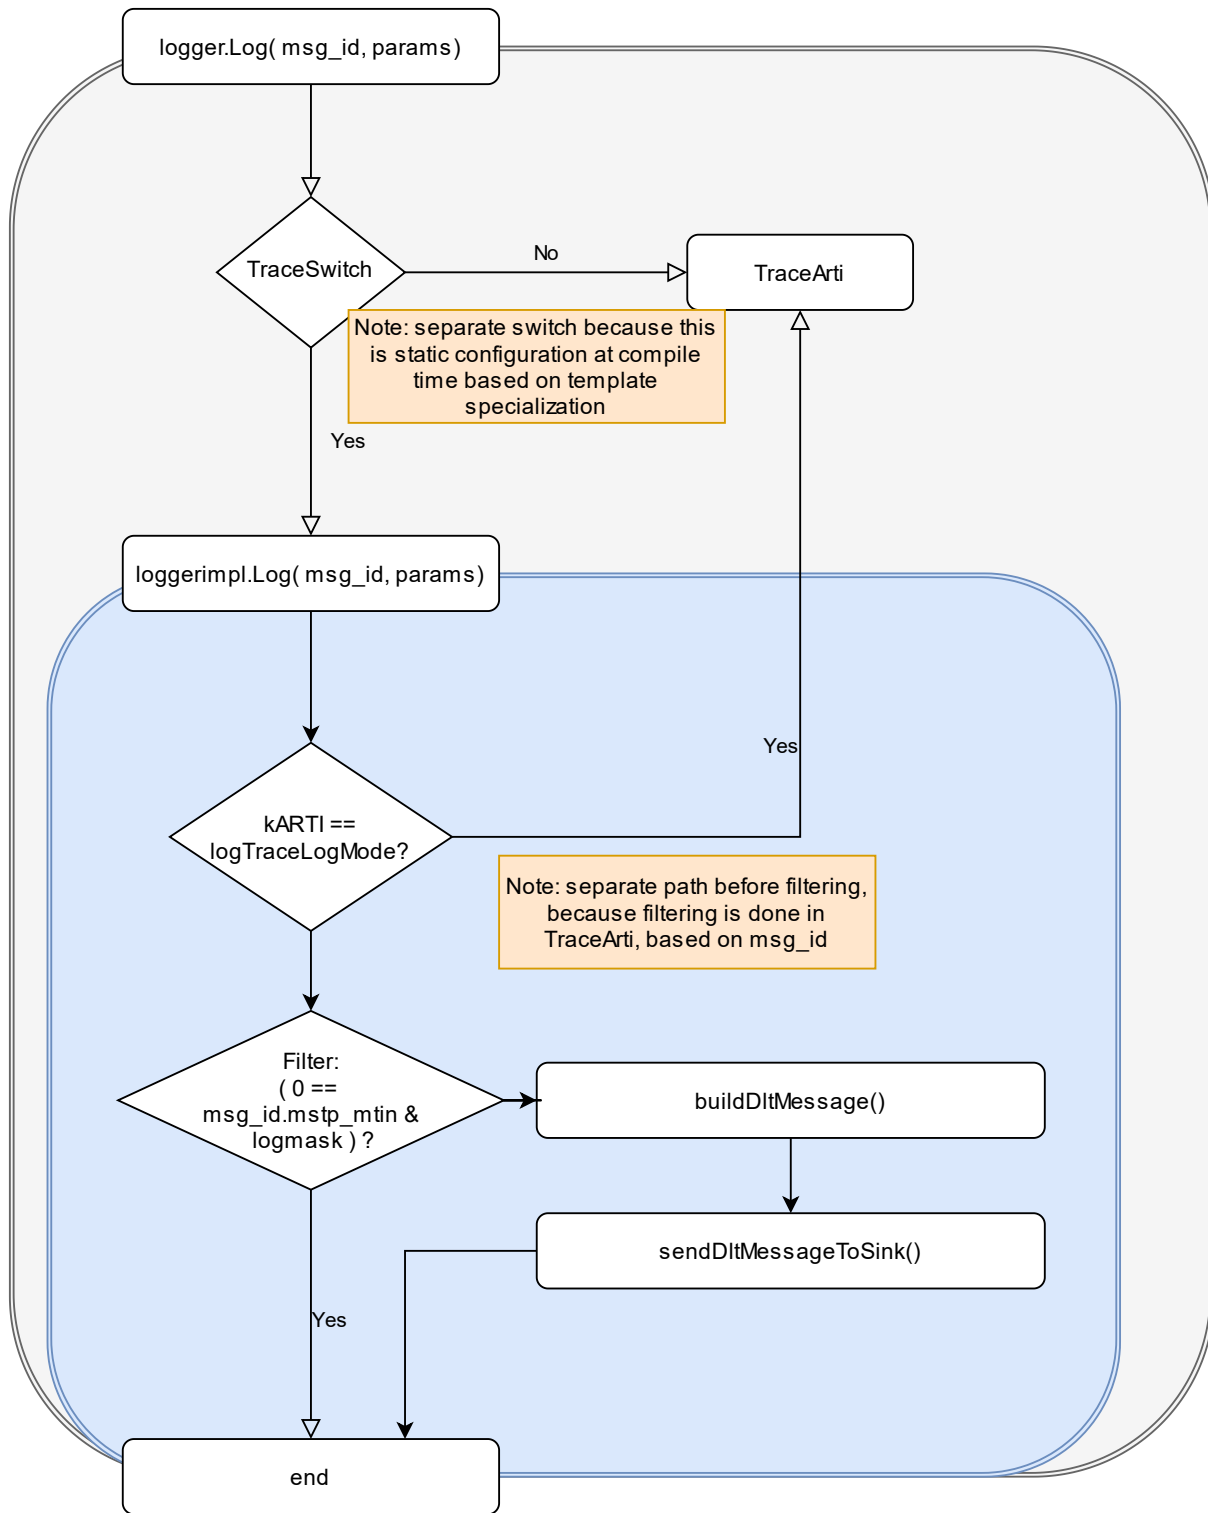 logger.Log( msg_id, params)
TraceSwitch
No
TraceArti
Note: separate switch because this
is static configuration at compile
time based on template
specialization
Yes
loggerimpl.Log( msg_id, params)
Yes
kARTI ==
logTraceLogMode?
Note: separate path before filtering,
because filtering is done in
TraceArti, based on msg_id
Filter:
( 0 ==
msg_id.mstp_mtin &
logmask ) ?
buildDltMessage()
sendDltMessageToSink()
Yes
end